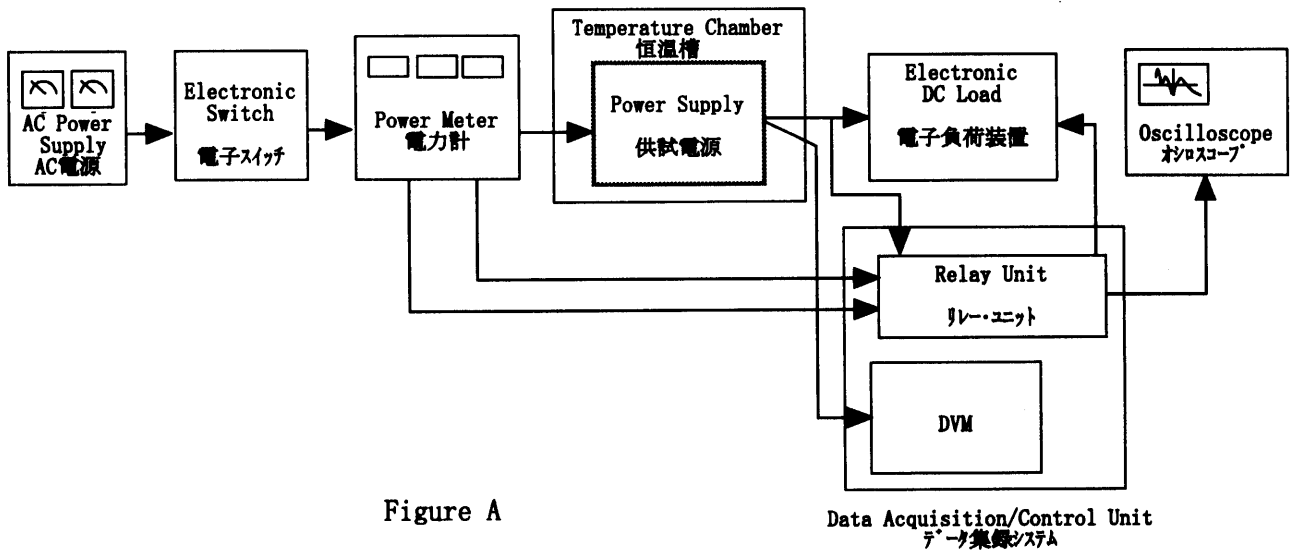 AC Power
Supply
AC電源
Electronic
Switch
電子スイッチ
Power Meter
電力計
Temperature Chamber
恒温槽
Power Supply
供試電源
Electronic
DC Load
電子負荷装置
Oscilloscope
オシロスコープ
Relay Unit
リレー・ユニット
DVM
Data Acquisition/Control Unit
データ集録システム
Figure A